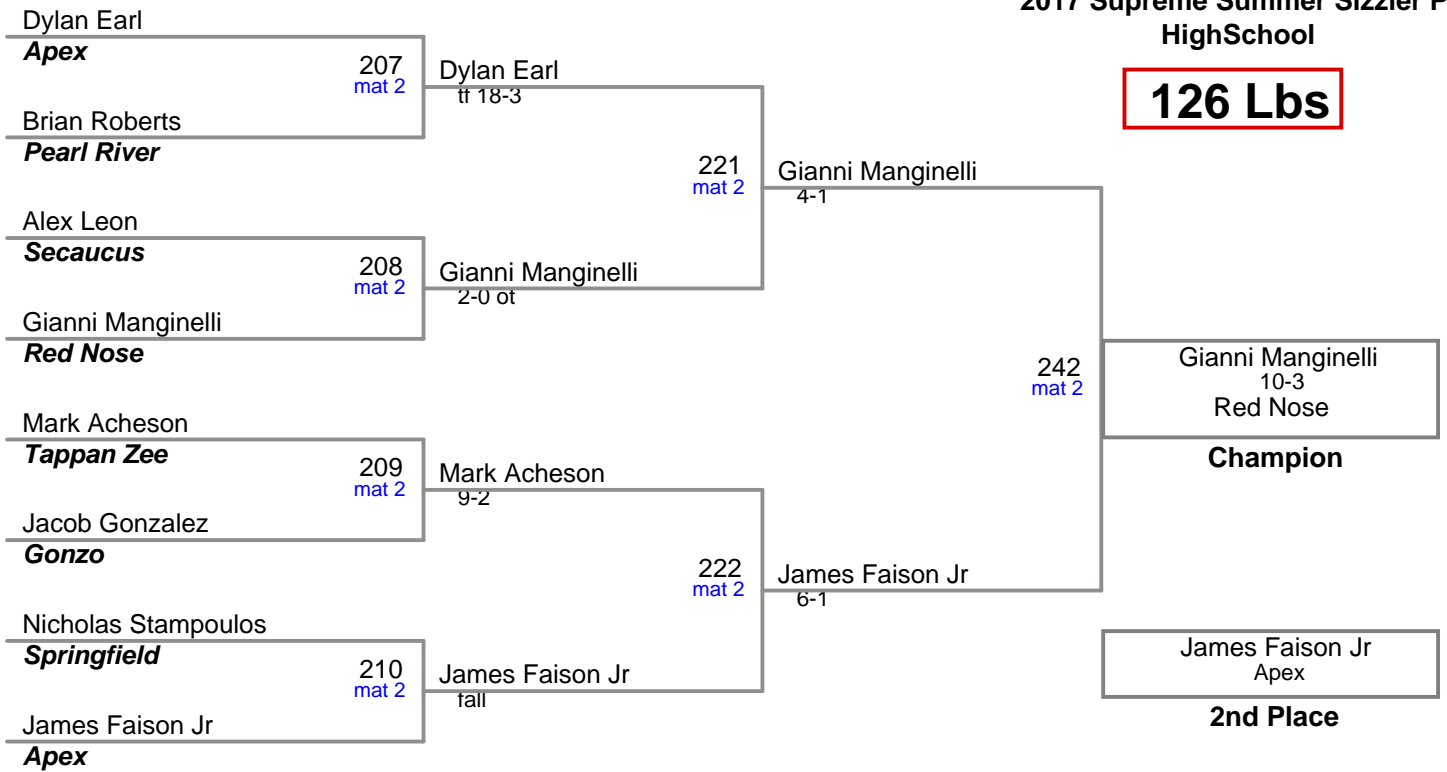 2017 Supreme Summer Sizzler P
HighSchool
126 Lbs
Dylan Earl
Apex
207
mat 2
Brian Roberts
Pearl River
Dylan Earl
tf 18-3
Alex Leon
Secaucus
208
mat 2
Gianni Manginelli
Red Nose
Gianni Manginelli
2-0 ot
221
mat 2
Gianni Manginelli
4-1
Mark Acheson
Tappan Zee
209
mat 2
Jacob Gonzalez
Gonzo
Mark Acheson
9-2
Nicholas Stampoulos
Springfield
210
mat 2
James Faison Jr
Apex
James Faison Jr
fall
222
mat 2
James Faison Jr
6-1
242
mat 2
Gianni Manginelli
10-3
Red Nose
Champion
James Faison Jr
Apex
2nd Place